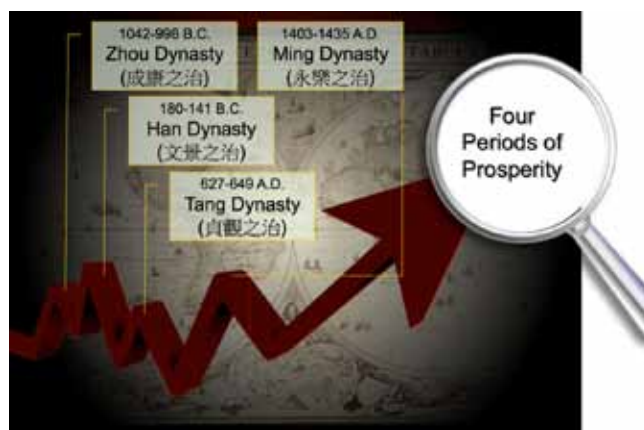 1042-996 B.C.
Zhou Dynasty
(成康之治)
1403-1435 A.D.
Ming Dynasty
(永樂之治)
180-141 B.C.
Han Dynasty
(文景之治)
627-649 A.D.
Tang Dynasty
(貞觀之治)
Four
Periods of
Prosperity